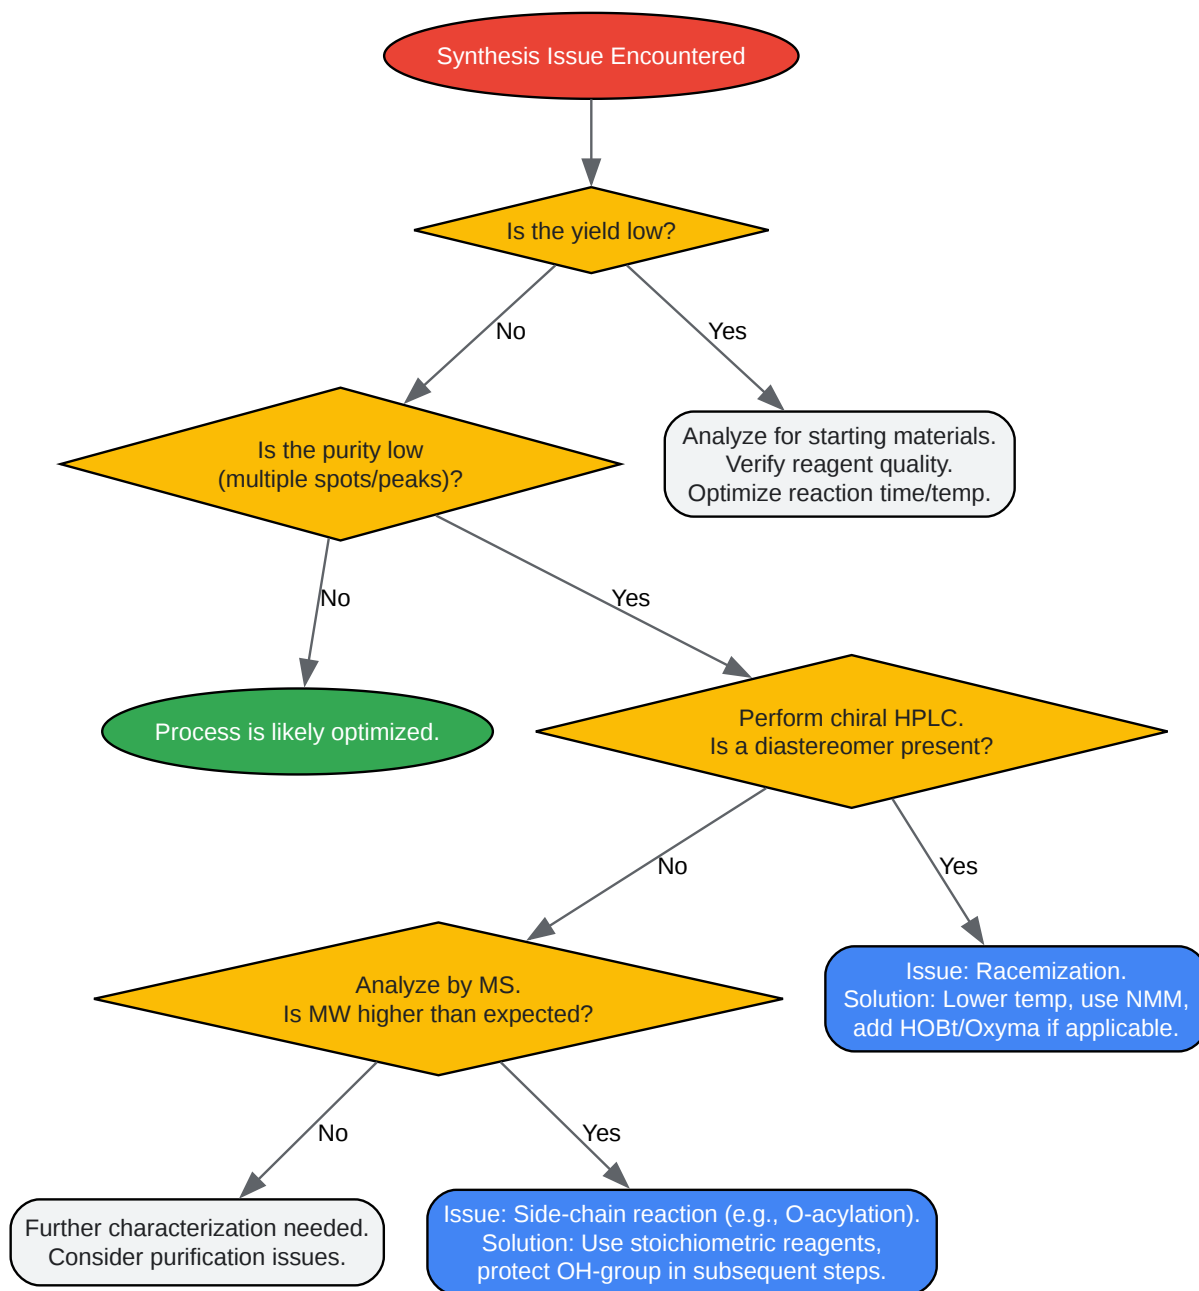 Synthesis Issue Encountered
Is the yield low?
No
Yes
Is the purity low
(multiple spots/peaks)?
Analyze for starting materials.
Verify reagent quality.
Optimize reaction time/temp.
No
Yes
Process is likely optimized.
Perform chiral HPLC.
Is a diastereomer present?
No
Yes
Analyze by MS.
Is MW higher than expected?
Issue: Racemization.
Solution: Lower temp, use NMM,
add HOBt/Oxyma if applicable.
No
Yes
Further characterization needed.
Consider purification issues.
Issue: Side-chain reaction (e.g., O-acylation).
Solution: Use stoichiometric reagents,
protect OH-group in subsequent steps.